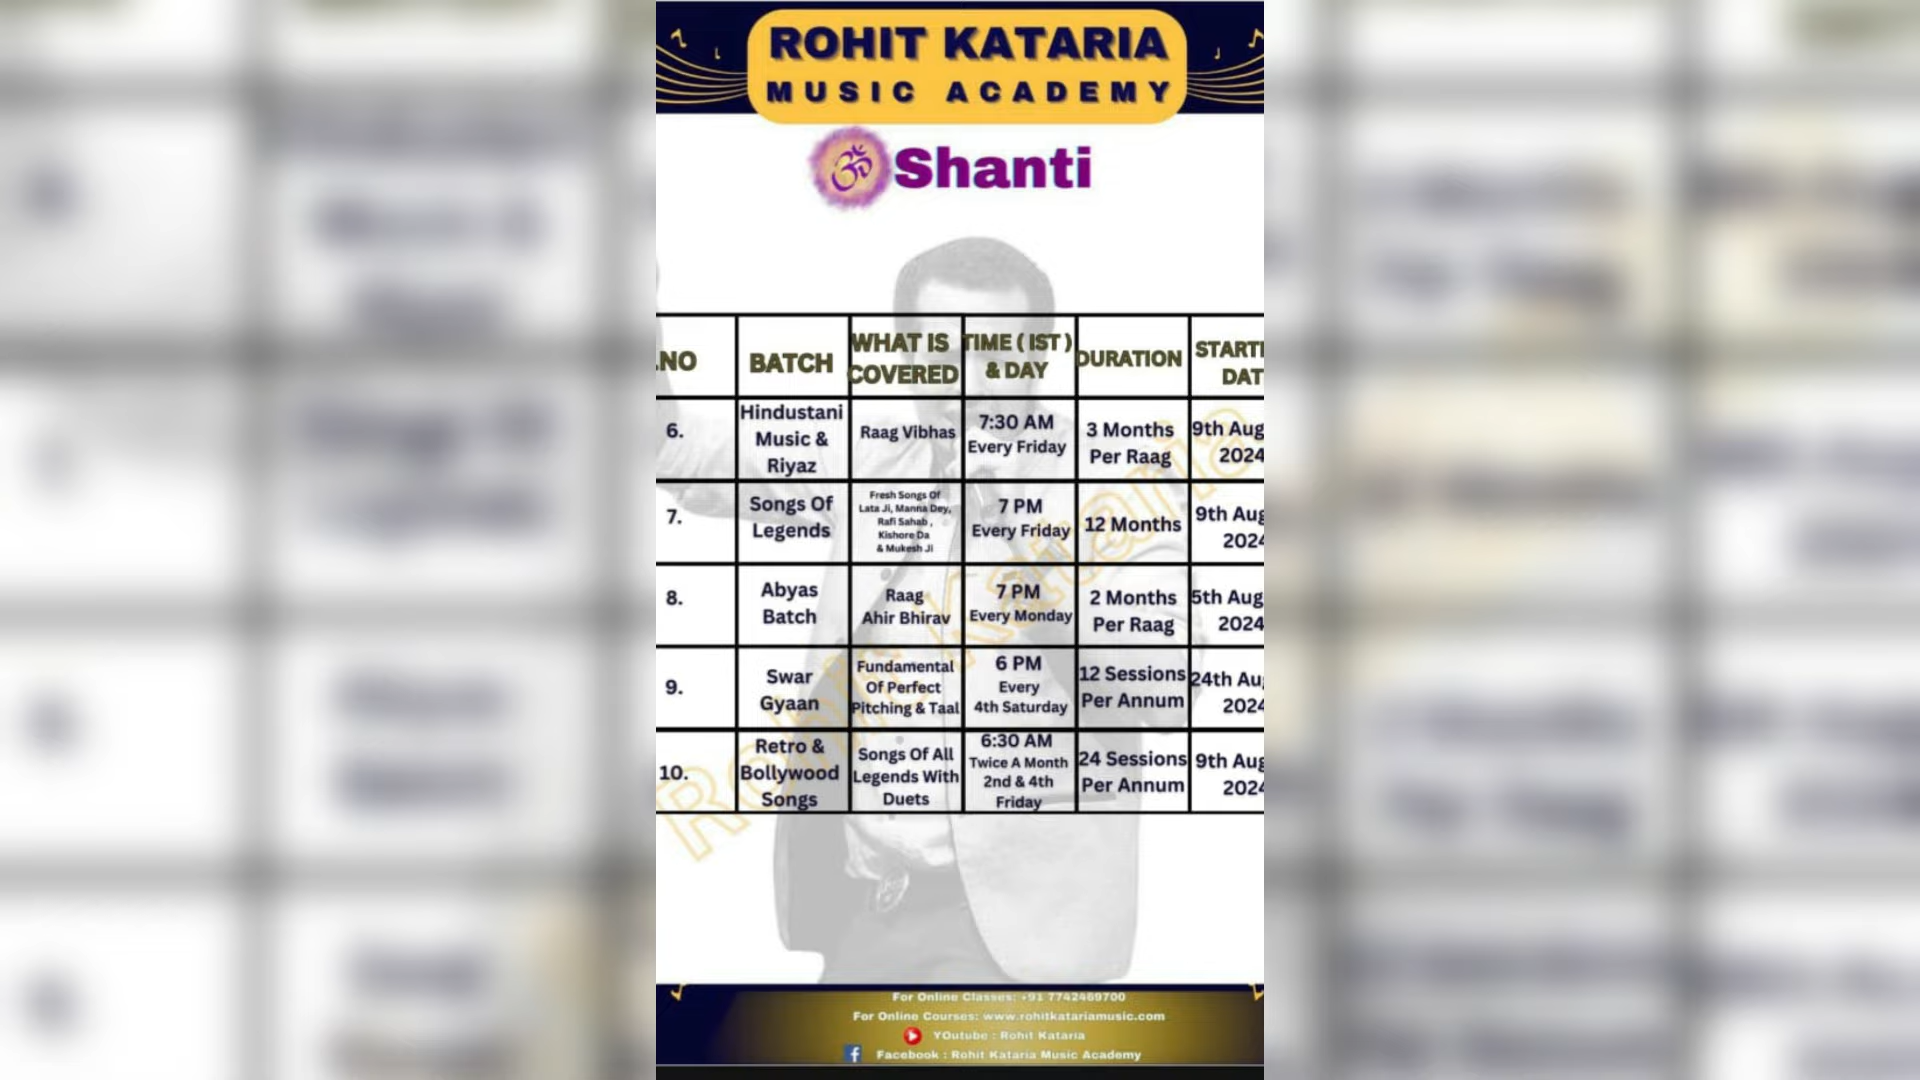 ROHIT KATARIA
MUSIC ACADEMY
ॐ Shanti
.NO
BATCH
WHAT IS
COVERED
TIME ( IST )
& DAY
DURATION
STARTI
DAT
6.
Hindustani
Music &
Riyaz
Raag Vibhas
7:30 AM
Every Friday
3 Months
Per Raag
9th Aug
2024
7.
Songs Of
Legends
Fresh Songs Of
Lata Ji, Manna Dey,
Rafi Sahab ,
Kishore Da
& Mukesh Ji
7 PM
Every Friday
12 Months
9th Aug
2024
8.
Abyas
Batch
Raag
Ahir Bhirav
7 PM
Every Monday
2 Months
Per Raag
5th Aug
2024
9.
Swar
Gyaan
Fundamental
Of Perfect
Pitching & Taal
6 PM
Every
4th Saturday
12 Sessions
Per Annum
24th Au
2024
10.
Retro &
Bollywood
Songs
Songs Of All
Legends With
Duets
6:30 AM
Twice A Month
2nd & 4th
Friday
24 Sessions
Per Annum
9th Aug
2024
Rohit Kataria
For Online Classes: +91 7742469700
For Online Courses: www.rohitkatariamusic.com
YOutube : Rohit Kataria
Facebook : Rohit Kataria Music Academy